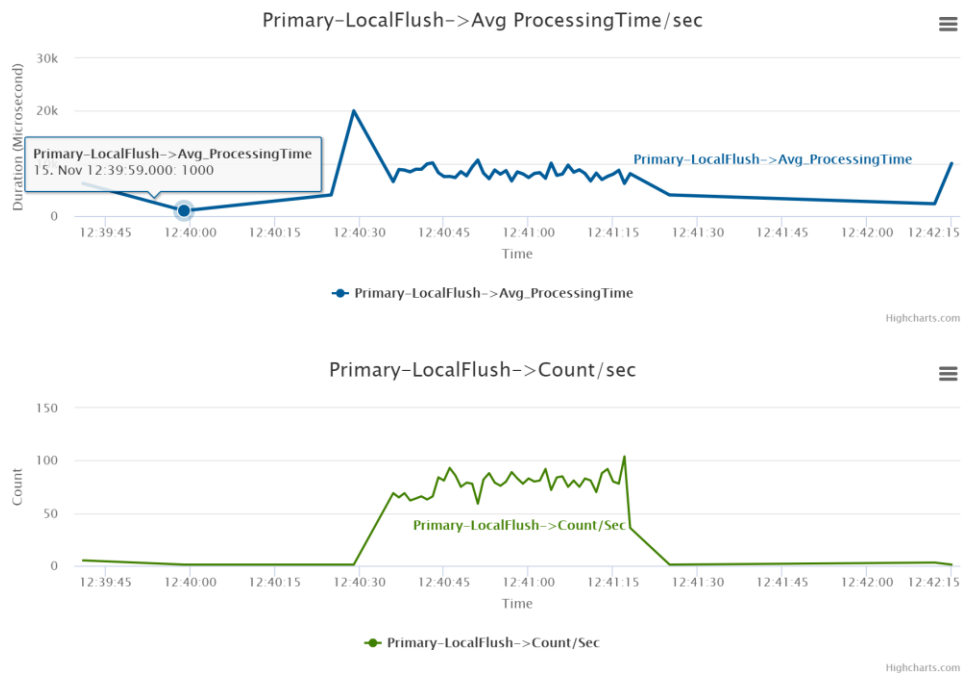 Primary-LocalFlush->Avg ProcessingTime/sec
30k
20k
0
Duration (Microsecond)
Primary-LocalFlush->Avg_ProcessingTime
15. Nov 12:39:59.000: 1000
Primary-LocalFlush->Avg_ProcessingTime
12:39:45 12:40:00 12:40:15 12:40:30 12:40:45 12:41:00 12:41:15 12:41:30 12:41:45 12:42:00 12:42:15
Time
Primary-LocalFlush->Avg_ProcessingTime
Highcharts.com
Primary-LocalFlush->Count/sec
150
100
50
0
Count
Primary-LocalFlush->Count/Sec
12:39:45 12:40:00 12:40:15 12:40:30 12:40:45 12:41:00 12:41:15 12:41:30 12:41:45 12:42:00 12:42:15
Time
Primary-LocalFlush->Count/Sec
Highcharts.com